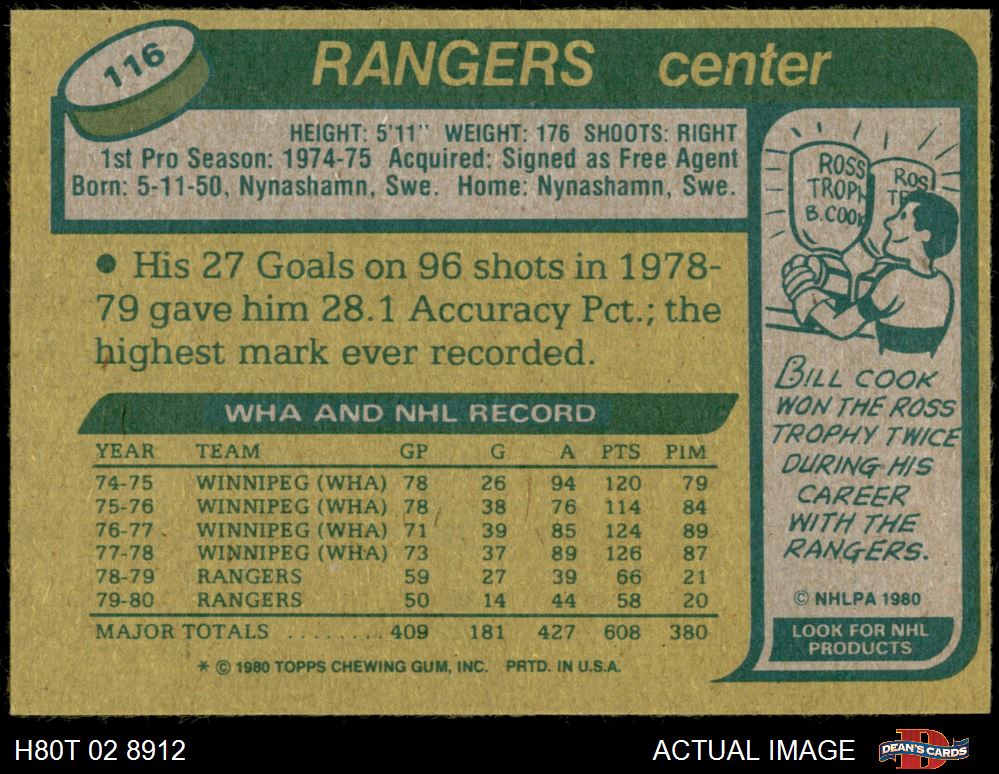 116
RANGERS center
HEIGHT: 5'11" WEIGHT: 176 SHOOTS: RIGHT
1st Pro Season: 1974-75 Acquired: Signed as Free Agent
Born: 5-11-50, Nynashamn, Swe. Home: Nynashamn, Swe.
• His 27 Goals on 96 shots in 1978-
79 gave him 28.1 Accuracy Pct.; the
highest mark ever recorded.
WHA AND NHL RECORD
YEAR TEAM GP G A PTS PIM
74-75 WINNIPEG (WHA) 78 26 94 120 79
75-76 WINNIPEG (WHA) 78 38 76 114 84
76-77 WINNIPEG (WHA) 71 39 85 124 89
77-78 WINNIPEG (WHA) 73 37 89 126 87
78-79 RANGERS 59 27 39 66 21
79-80 RANGERS 50 14 44 58 20
MAJOR TOTALS ........ 409 181 427 608 380
* © 1980 TOPPS CHEWING GUM, INC. PRTD. IN U.S.A.
ROSS
TROPH
B. COOK
ROS
TR
BILL COOK
WON THE ROSS
TROPHY TWICE
DURING HIS
CAREER
WITH THE
RANGERS.
© NHLPA 1980
LOOK FOR NHL
PRODUCTS
H80T 02 8912
ACTUAL IMAGE
DEAN'S CARDS